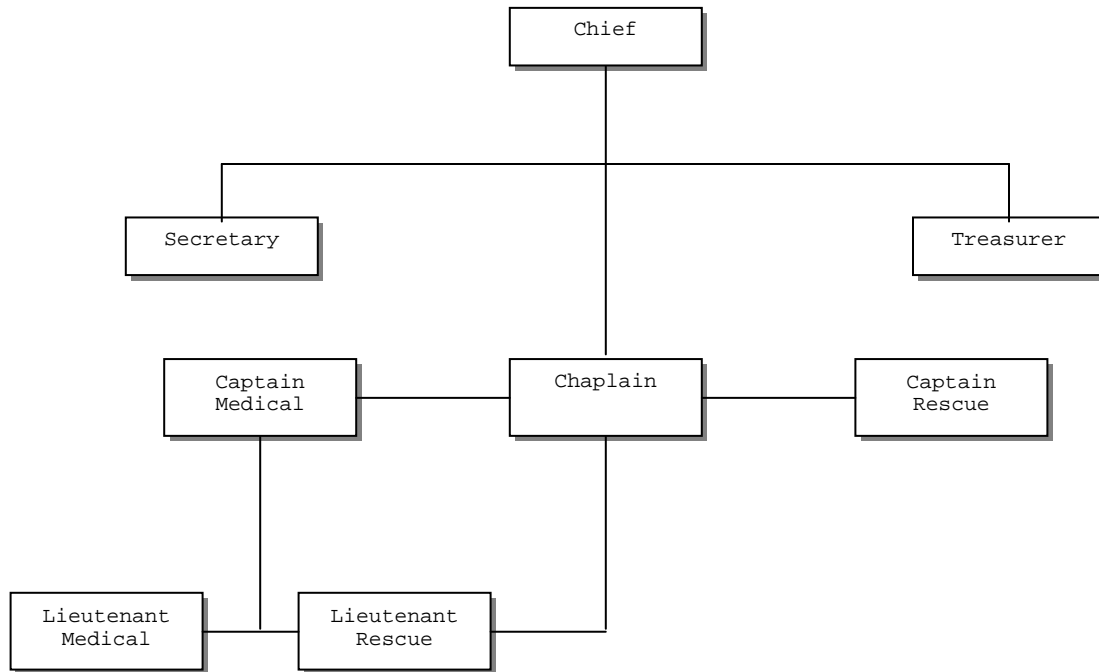 Chief
Secretary
Treasurer
Captain
Medical
Chaplain
Captain
Rescue
Lieutenant
Medical
Lieutenant
Rescue